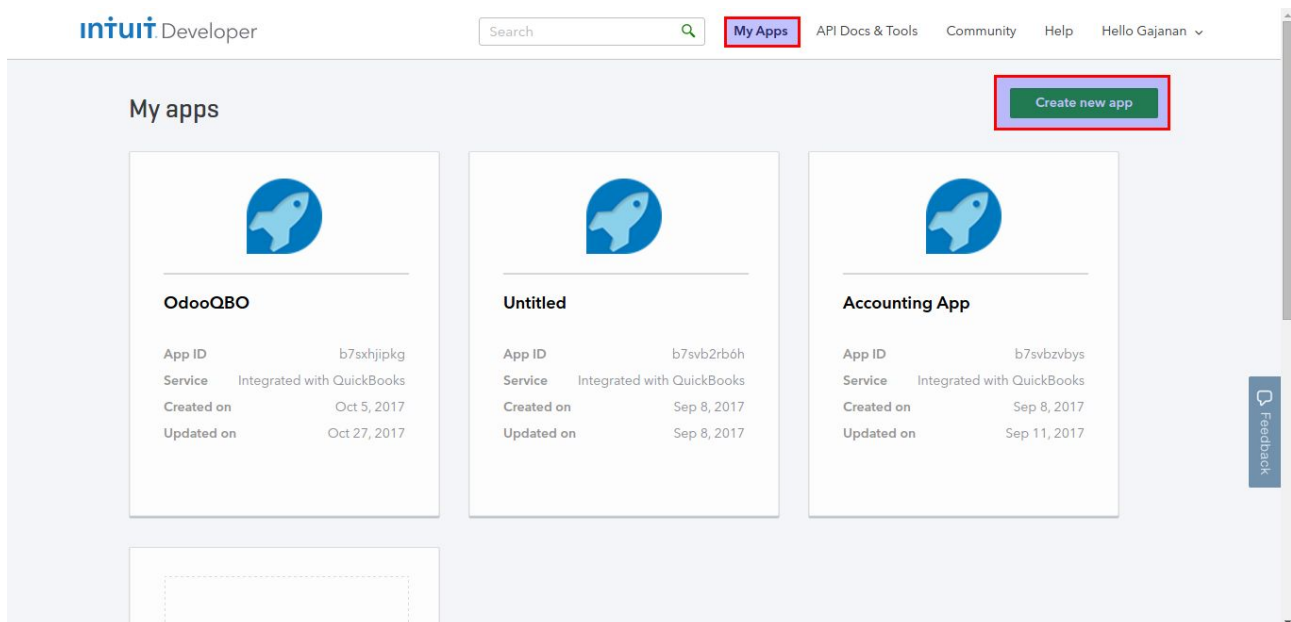 intuit Developer
Search
My Apps
API Docs & Tools
Community
Help
Hello Gajanan
My apps
Create new app
OdooQBO
App ID b7sxhjipkg
Service Integrated with QuickBooks
Created on Oct 5, 2017
Updated on Oct 27, 2017
Untitled
App ID b7svb2rb6h
Service Integrated with QuickBooks
Created on Sep 8, 2017
Updated on Sep 8, 2017
Accounting App
App ID b7svbzvbys
Service Integrated with QuickBooks
Created on Sep 8, 2017
Updated on Sep 11, 2017
Feedback